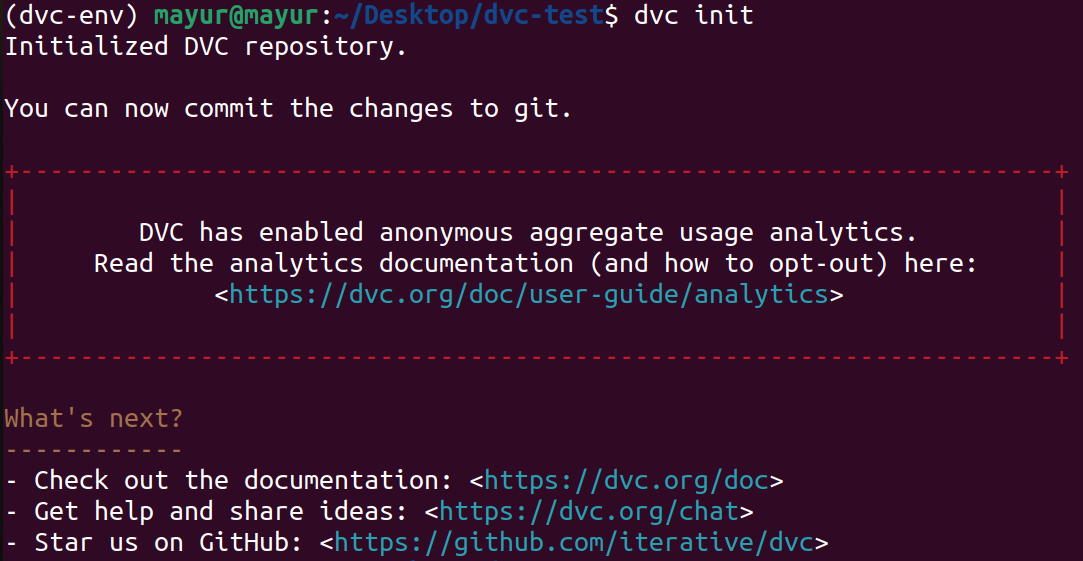 (dvc-env) mayur@mayur:~/Desktop/dvc-test$ dvc init
Initialized DVC repository.
You can now commit the changes to git.
+---------------------------------------------------------------------+
|                                                                     |
|        DVC has enabled anonymous aggregate usage analytics.         |
|     Read the analytics documentation (and how to opt-out) here:     |
|             <https://dvc.org/doc/user-guide/analytics>              |
|                                                                     |
+---------------------------------------------------------------------+
What's next?
------------
- Check out the documentation: <https://dvc.org/doc>
- Get help and share ideas: <https://dvc.org/chat>
- Star us on GitHub: <https://github.com/iterative/dvc>